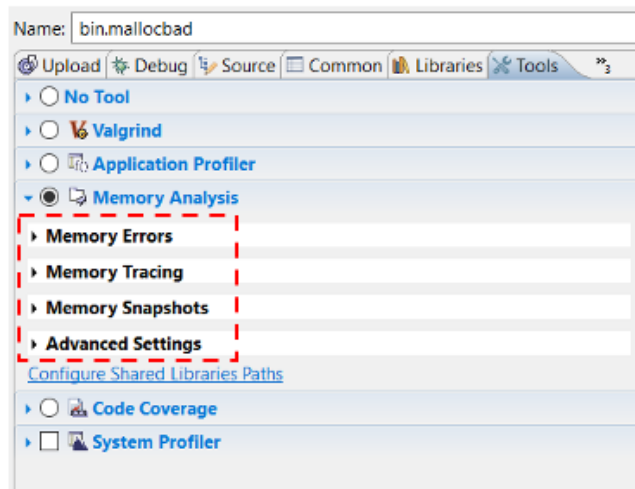 Name: bin.mallocbad
Upload Debug Source Common Libraries Tools »3
No Tool
Valgrind
Application Profiler
Memory Analysis
Memory Errors
Memory Tracing
Memory Snapshots
Advanced Settings
Configure Shared Libraries Paths
Code Coverage
System Profiler